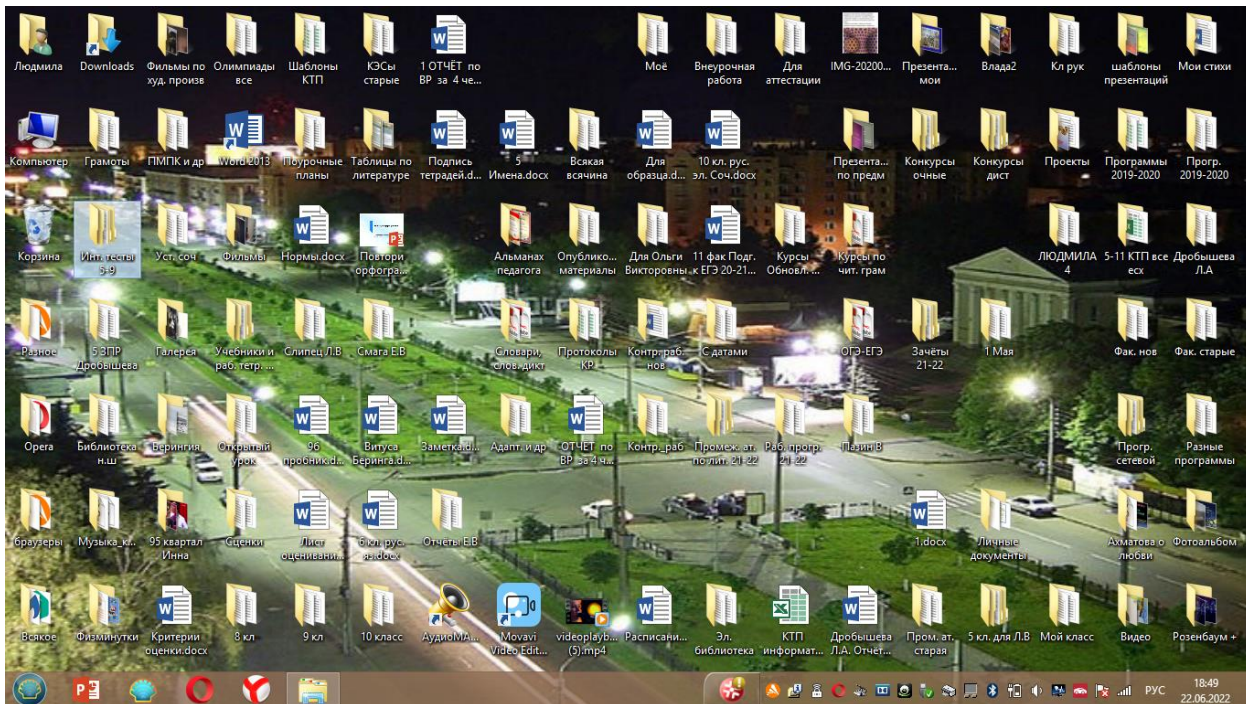 Людмила
Downloads
Фильмы по
худ. произв
Олимпиады
все
Шаблоны
КТП
КЭСы
старые
1 ОТЧЁТ по
ВР за 4 че...
Моё
Внеурочная
работа
Для
аттестации
IMG-20200...
Презента...
мои
Влада2
Кл рук
шаблоны
презентаций
Мои стихи
Компьютер
Грамоты
ПМПК и др
Word 2013
Поурочные
планы
Таблицы по
литературе
Подпись
тетрадей.d...
5
Имена.docx
Всякая
всячина
Для
образца.d...
10 кл. рус.
эл. Соч.docx
Презента...
по предм
Конкурсы
очные
Конкурсы
дист
Проекты
Программы
2019-2020
Прогр.
2019-2020
Корзина
Инт. тесты
5-9
Уст. соч
Фильмы
Нормы.docx
Повтори
орфогра...
Альманах
педагога
Опублико...
материалы
Для Ольги
Викторовны
11 фак Подг.
к ЕГЭ 20-21...
Курсы
Обновл. ...
Курсы по
чит. грам
ЛЮДМИЛА
4
5-11 КТП все
есх
Дробышева
Л.А
Разное
5 ЗПР
Дробышева
Галерея
Учебники и
раб. тетр. ...
Слипец Л.В
Смага Е.В
Словари,
слов.дикт
Протоколы
КР
Контр. раб.
нов
С датами
ОГЭ-ЕГЭ
Зачёты
21-22
1 Мая
Фак. нов
Фак. старые
Opera
Библиотека
н.ш
Берингия
Открытый
урок
96
пробник.d...
Витуса
Беринга.d...
Заметка.d...
Адапт. и др
ОТЧЁТ по
ВР за 4 ч...
Контр_раб
Промеж. ат.
по лит. 21-22
Раб. прогр.
21-22
Пазин В
Прогр.
сетевой
Разные
программы
браузеры
Музыка_к...
95 квартал
Инна
Сценки
Лист
оценивани...
6 кл. рус.
яз.docx
Отчёты Е.В
1.docx
Личные
документы
Ахматова о
любви
Фотоальбом
Всякое
Физминутки
Критерии
оценки.docx
8 кл
9 кл
10 класс
АудиоМА...
Movavi
Video Edit...
videoplayb...
(5).mp4
Расписани...
Эл.
библиотека
КТП
информат...
Дробышева
Л.А. Отчёт...
Пром. ат.
старая
5 кл. для Л.В
Мой класс
Видео
Розенбаум +
РУС
18:49
22.06.2022